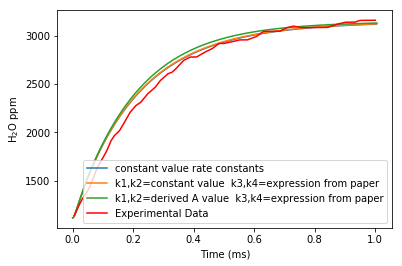 3000
2500
2000
1500
H₂O ppm
constant value rate constants
k1,k2=constant value  k3,k4=expression from paper
k1,k2=derived A value  k3,k4=expression from paper
Experimental Data
0.0 0.2 0.4 0.6 0.8 1.0
Time (ms)